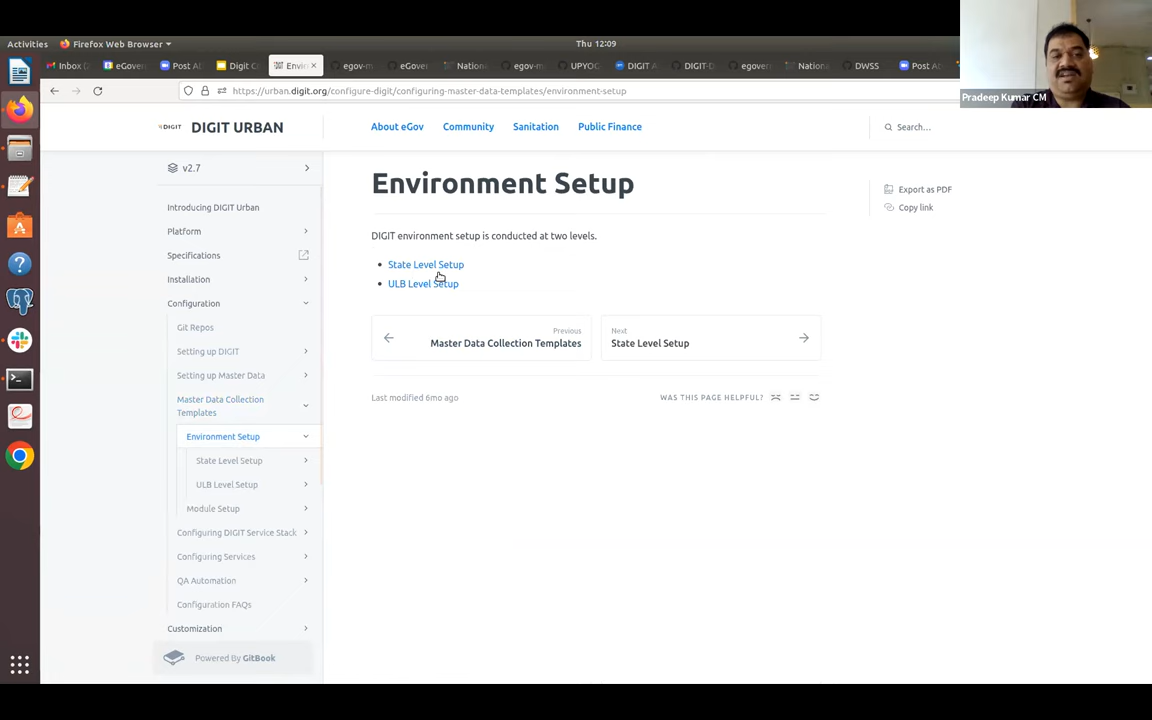 Activities
Firefox Web Browser
Thu 12:09
Inbox
eGover
Post Al
Digit C
Envir
egov-m
eGover
Nation
egov-m
UPYOG
DIGIT A
DIGIT-D
egover
Nation
DWSS
Post At
Pradeep Kumar CM
https://urban.digit.org/configure-digit/configuring-master-data-templates/environment-setup
DIGIT DIGIT URBAN
About eGov
Community
Sanitation
Public Finance
Search...
v2.7
Introducing DIGIT Urban
Platform
Specifications
Installation
Configuration
Git Repos
Setting up DIGIT
Setting up Master Data
Master Data Collection
Templates
Environment Setup
State Level Setup
ULB Level Setup
Module Setup
Configuring DIGIT Service Stack
Configuring Services
QA Automation
Configuration FAQs
Customization
Powered By GitBook
Environment Setup
DIGIT environment setup is conducted at two levels.
State Level Setup
ULB Level Setup
Previous
Master Data Collection Templates
Next
State Level Setup
Last modified 6mo ago
WAS THIS PAGE HELPFUL?
Export as PDF
Copy link